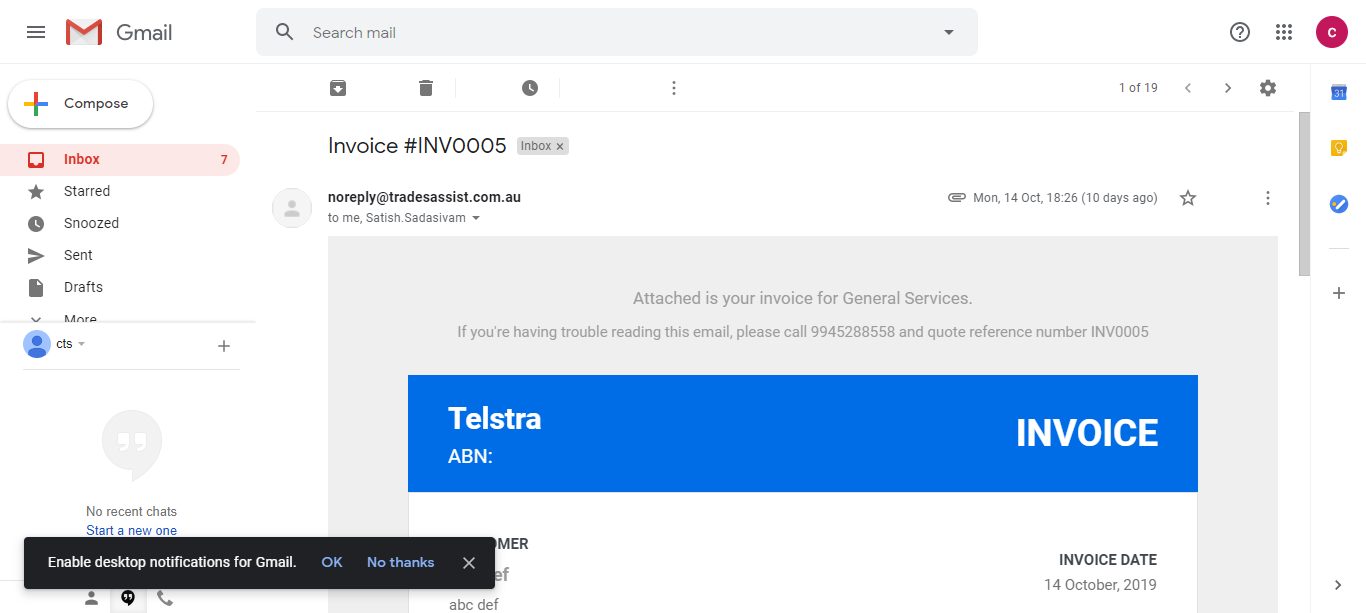 Gmail
Search mail
C
Compose
1 of 19
31
Inbox 7
Starred
Snoozed
Sent
Drafts
More
cts
No recent chats
Start a new one
Invoice #INV0005 Inbox ×
noreply@tradesassist.com.au
Mon, 14 Oct, 18:26 (10 days ago)
to me, Satish.Sadasivam
Attached is your invoice for General Services.
If you're having trouble reading this email, please call 9945288558 and quote reference number INV0005
Telstra
ABN:
INVOICE
OMER
ef
abc def
INVOICE DATE
14 October, 2019
Enable desktop notifications for Gmail. OK No thanks